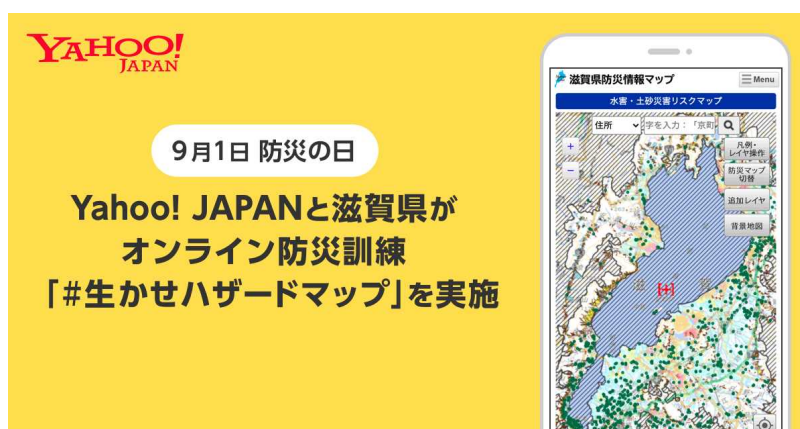 YAHOO!
JAPAN
9月1日 防災の日
Yahoo! JAPANと滋賀県が
オンライン防災訓練
「#生かせハザードマップ」を実施
滋賀県防災情報マップ
Menu
水害・土砂災害リスクマップ
住所
字を入力：「京町
+
凡例・
レイヤ操作
−
防災マップ
切替
追加レイヤ
背景地図
滋 賀